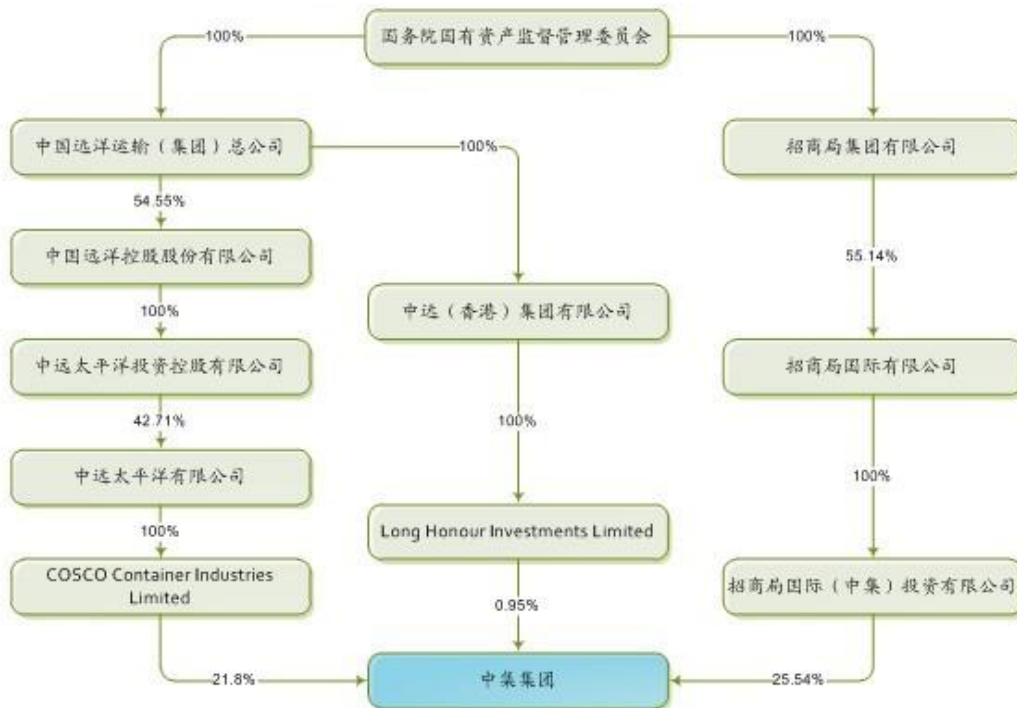 国务院国有资产监督管理委员会
100%
100%
中国远洋运输（集团）总公司
100%
招商局集团有限公司
54.55%
中国远洋控股股份有限公司
55.14%
100%
中远（香港）集团有限公司
中远太平洋投资控股有限公司
招商局国际有限公司
42.71%
100%
中远太平洋有限公司
100%
100%
Long Honour Investments Limited
COSCO Container Industries
Limited
招商局国际（中集）投资有限公司
0.95%
21.8%
中集集团
25.54%